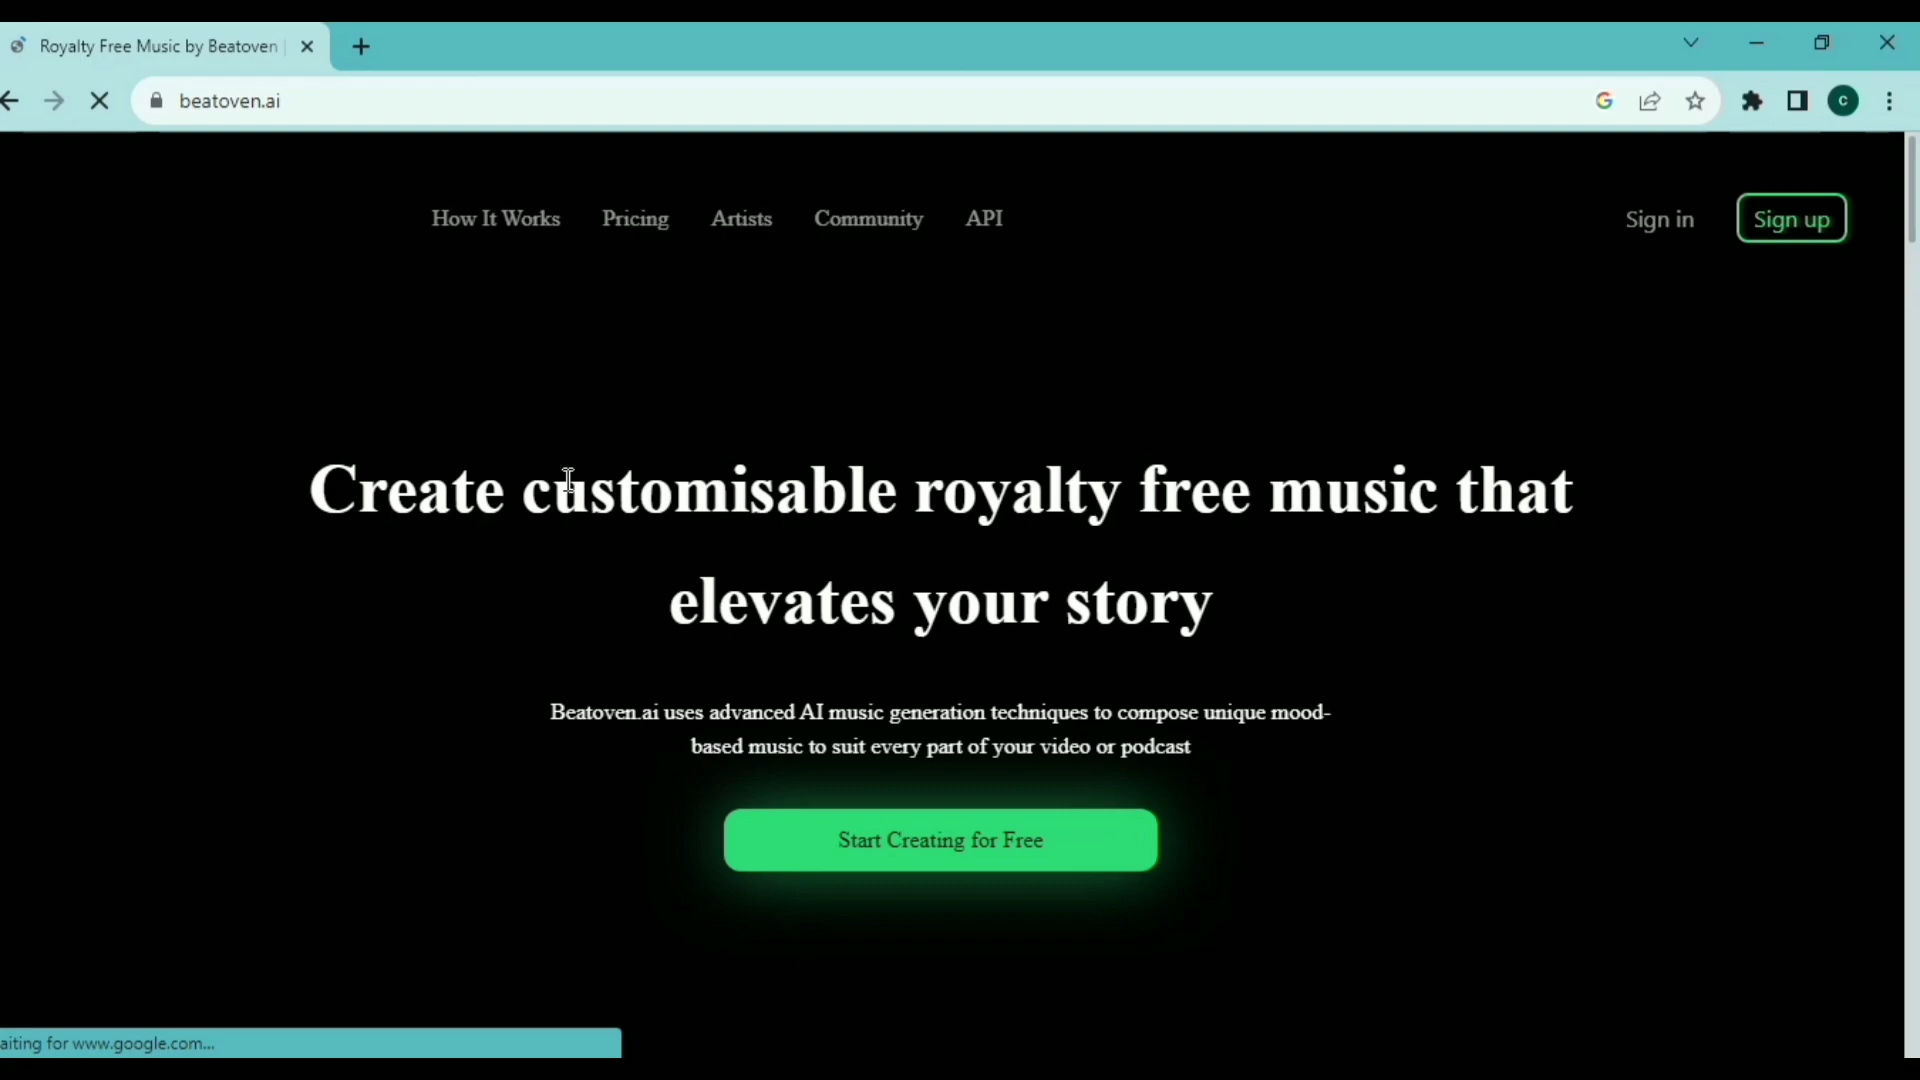 Royalty Free Music by Beatoven
beatoven.ai
C
How It Works Pricing Artists Community API Sign in Sign up
Create customisable royalty free music that
elevates your story
Beatoven.ai uses advanced AI music generation techniques to compose unique mood-
based music to suit every part of your video or podcast
Start Creating for Free
aiting for www.google.com...